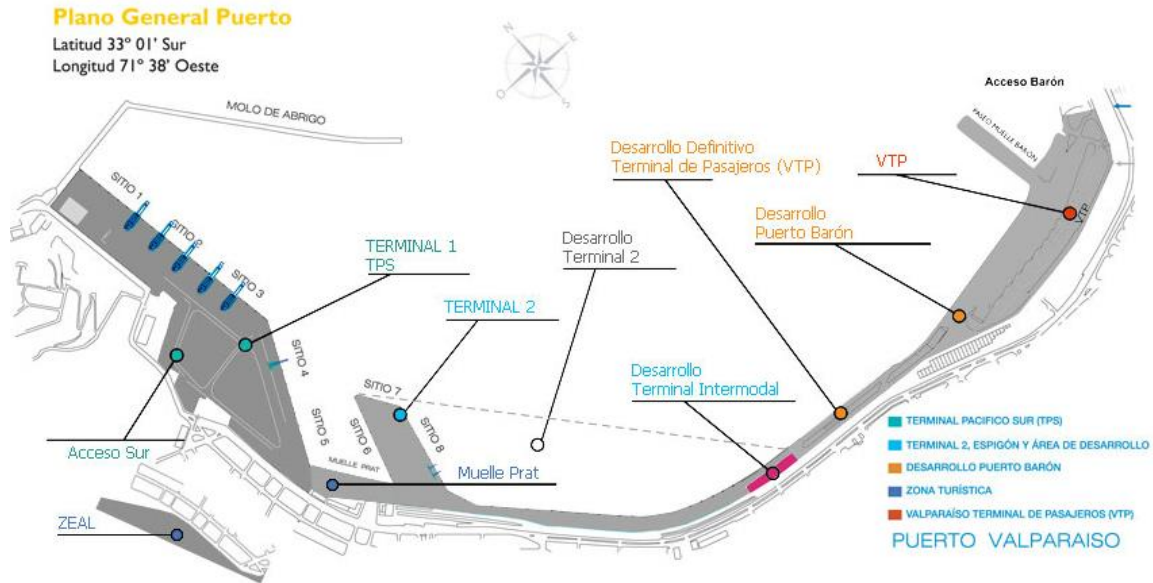 Plano General Puerto
Latitud 33º 01' Sur
Longitud 71º 38' Oeste
N
E
O
S
Acceso Barón
MOLO DE ABRIGO
PASEO MUELLE BARÓN
Desarrollo Definitivo
Terminal de Pasajeros (VTP)
VTP
VTP
SITIO 1
SITIO 2
SITIO 3
TERMINAL 1
TPS
Desarrollo
Terminal 2
Desarrollo
Puerto Barón
TERMINAL 2
SITIO 4
SITIO 7
Desarrollo
Terminal Intermodal
SITIO 5
SITIO 6
SITIO 8
Acceso Sur
MUELLE PRAT
Muelle Prat
ZEAL
TERMINAL PACIFICO SUR (TPS)
TERMINAL 2, ESPIGÓN Y ÁREA DE DESARROLLO
DESARROLLO PUERTO BARÓN
ZONA TURÍSTICA
VALPARAÍSO TERMINAL DE PASAJEROS (VTP)
PUERTO VALPARAISO